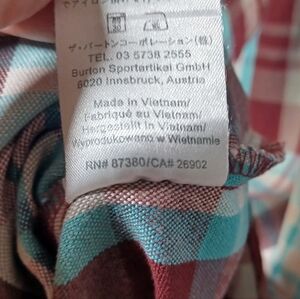 ザ・バートンコーポレーション(株)
TEL. 03 5738 2555
Burton Sportartikel GmbH
6020 Innsbruck, Austria
Made in Vietnam/
Fabriqué au Vietnam/
Hergestellt in Vietnam/
Wyprodukowano w Wietnamie
RN# 87380/CA# 26902